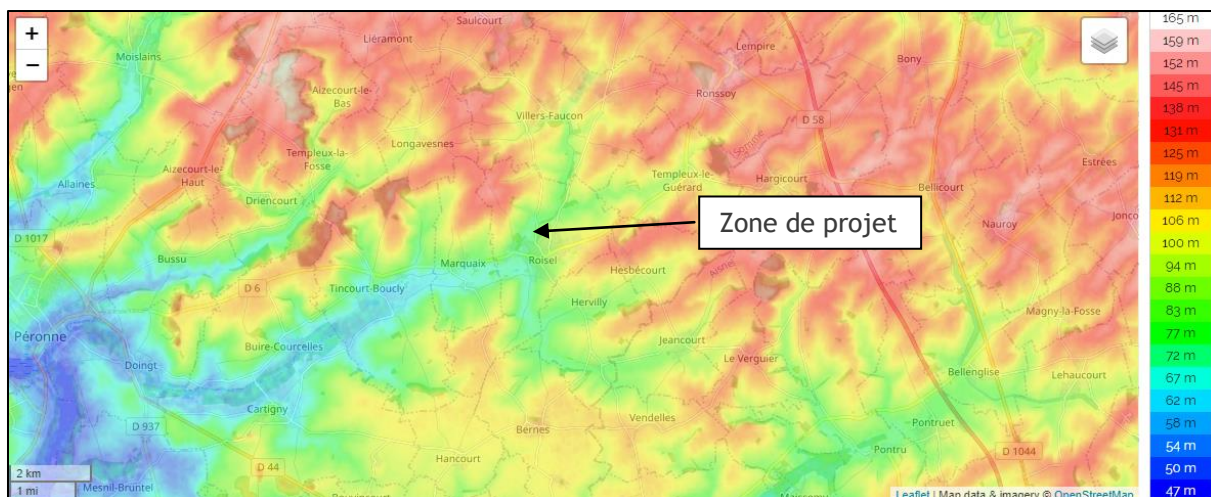 +
−
Saulcourt
Liéramont
Moislains
Lempire
Bony
Aizecourt-le-
Bas
Ronssoy
D 58
Villers-Faucon
Longavesnes
Estrées
Templeux-la-
Fosse
Aizecourt-le-
Haut
Templeux-le-
Guérard
Hargicourt
Bellicourt
Allaines
Driencourt
Nauroy
Zone de projet
D 1017
Bussu
Marquaix
Roisel
Hesbécourt
D 6
Tincourt-Boucly
Hervilly
Magny-la-Fosse
Péronne
Jeancourt
Buire-Courcelles
Doingt
Le Verguier
Bellenglise
Lehaucourt
Cartigny
Vendelles
D 937
Bernes
Pontruet
Pontru
D 1044
Hancourt
D 44
2 km
1 mi
Mesnil-Bruntel
Leaflet | Map data & imagery © OpenStreetMap
165 m
159 m
152 m
145 m
138 m
131 m
125 m
119 m
112 m
106 m
100 m
94 m
88 m
83 m
77 m
72 m
67 m
62 m
58 m
54 m
50 m
47 m